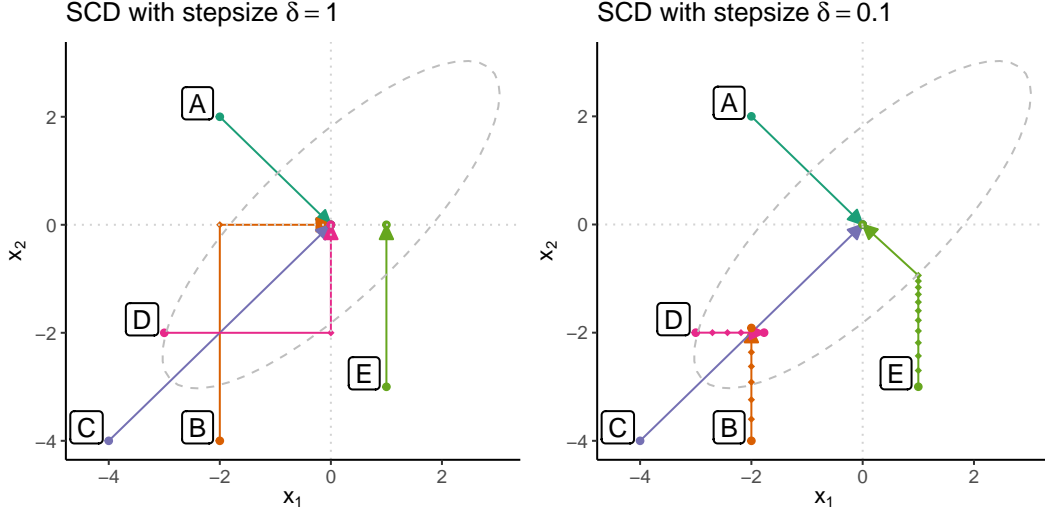 SCD with stepsize δ = 1
A
B
C
D
E
2
0
−2
−4
−4
−2
0
2
x₁
x₂
SCD with stepsize δ = 0.1
A
B
C
D
E
2
0
−2
−4
−4
−2
0
2
x₁
x₂